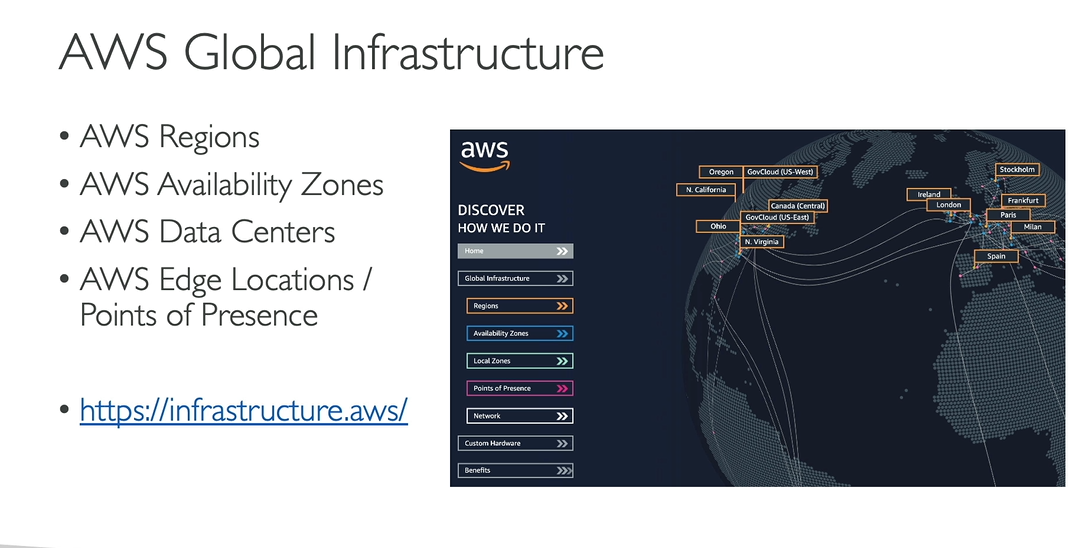 AWS Global Infrastructure
• AWS Regions
• AWS Availability Zones
• AWS Data Centers
• AWS Edge Locations /
Points of Presence
• https://infrastructure.aws/
aws
DISCOVER
HOW WE DO IT
Home
Global Infrastructure
Regions
Availability Zones
Local Zones
Points of Presence
Network
Custom Hardware
Benefits
Oregon
GovCloud (US-West)
N. California
Canada (Central)
GovCloud (US-East)
Ohio
N. Virginia
Stockholm
Ireland
London
Frankfurt
Paris
Milan
Spain